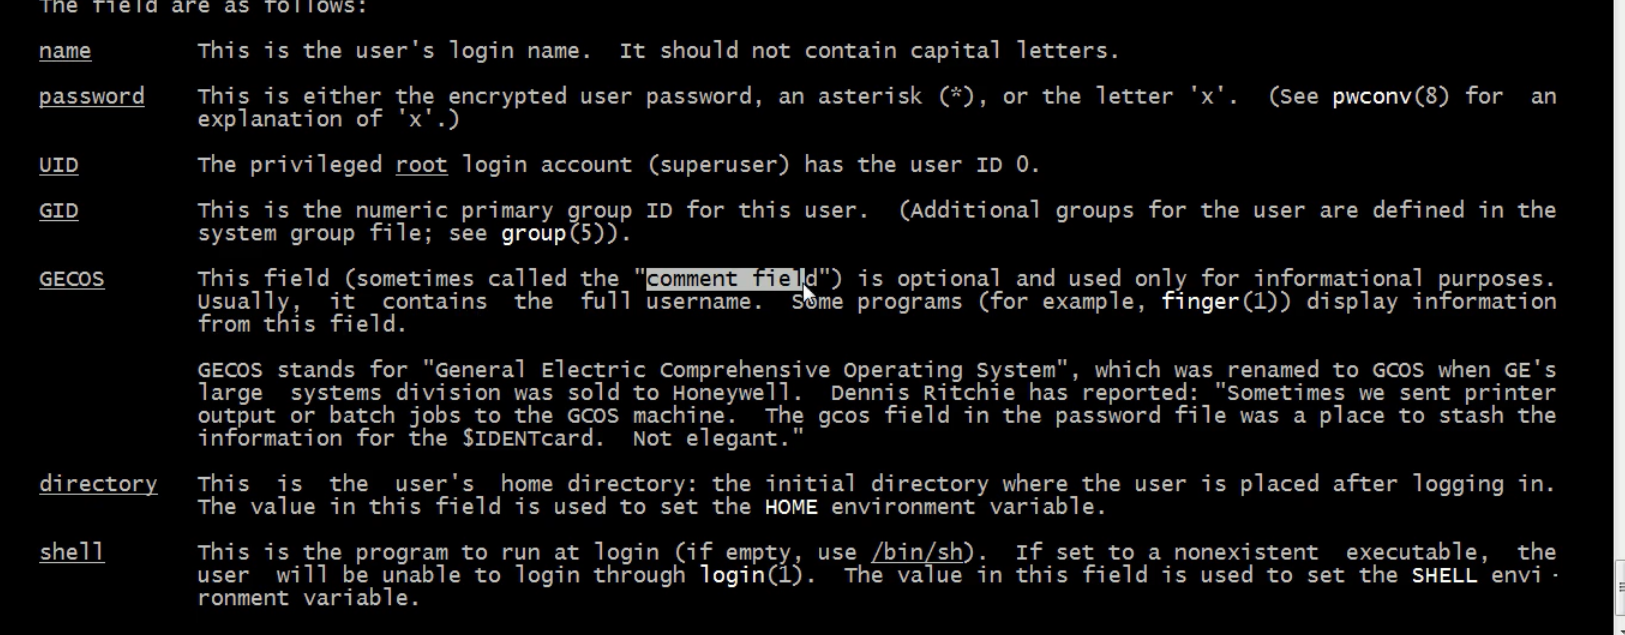 The field are as follows:
name This is the user's login name. It should not contain capital letters.
password This is either the encrypted user password, an asterisk (*), or the letter 'x'. (See pwconv(8) for an
explanation of 'x'.)
UID The privileged root login account (superuser) has the user ID 0.
GID This is the numeric primary group ID for this user. (Additional groups for the user are defined in the
system group file; see group(5)).
GECOS This field (sometimes called the "comment field") is optional and used only for informational purposes.
Usually, it contains the full username. Some programs (for example, finger(1)) display information
from this field.
GECOS stands for "General Electric Comprehensive Operating System", which was renamed to GCOS when GE's
large systems division was sold to Honeywell. Dennis Ritchie has reported: "Sometimes we sent printer
output or batch jobs to the GCOS machine. The gcos field in the password file was a place to stash the
information for the $IDENTcard. Not elegant."
directory This is the user's home directory: the initial directory where the user is placed after logging in.
The value in this field is used to set the HOME environment variable.
shell This is the program to run at login (if empty, use /bin/sh). If set to a nonexistent executable, the
user will be unable to login through login(1). The value in this field is used to set the SHELL envi‐
ronment variable.